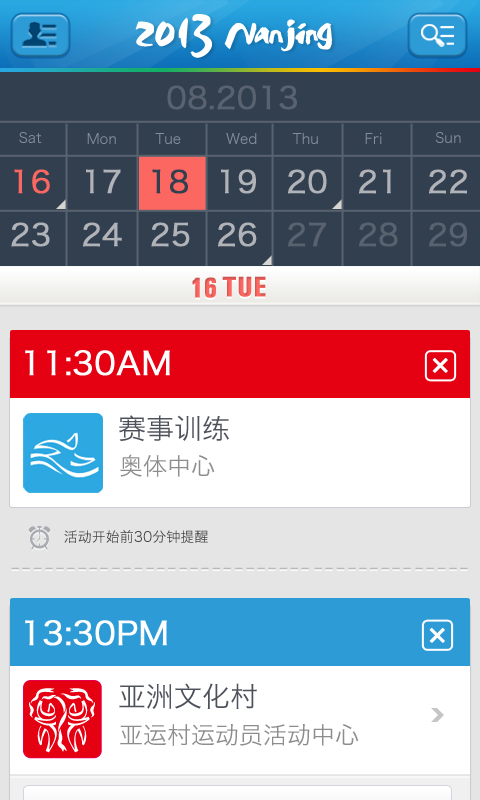 2013 Nanjing
08.2013
Sat Mon Tue Wed Thu Fri Sun
16 17 18 19 20 21 22
23 24 25 26 27 28 29
16 TUE
11:30AM
赛事训练
奥体中心
活动开始前30分钟提醒
13:30PM
亚洲文化村
亚运村运动员活动中心